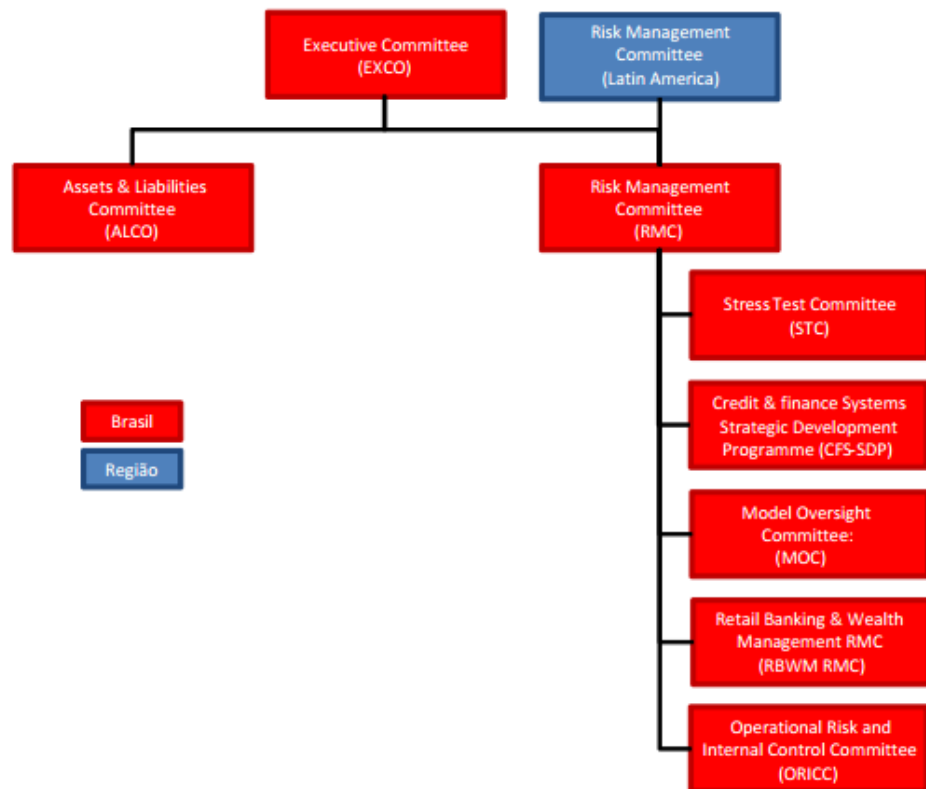 Executive Committee
(EXCO)
Risk Management
Committee
(Latin America)
Assets & Liabilities
Committee
(ALCO)
Risk Management
Committee
(RMC)
Stress Test Committee
(STC)
Credit & finance Systems
Strategic Development
Programme (CFS-SDP)
Brasil
Região
Model Oversight
Committee:
(MOC)
Retail Banking & Wealth
Management RMC
(RBWM RMC)
Operational Risk and
Internal Control Committee
(ORICC)